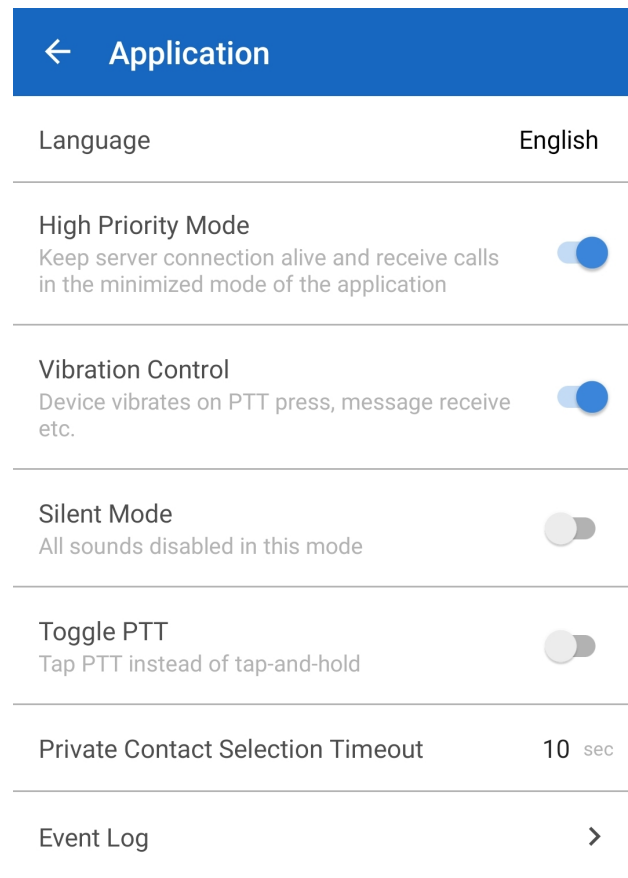 Application
Language English
High Priority Mode
Keep server connection alive and receive calls
in the minimized mode of the application
Vibration Control
Device vibrates on PTT press, message receive
etc.
Silent Mode
All sounds disabled in this mode
Toggle PTT
Tap PTT instead of tap-and-hold
Private Contact Selection Timeout 10 sec
Event Log